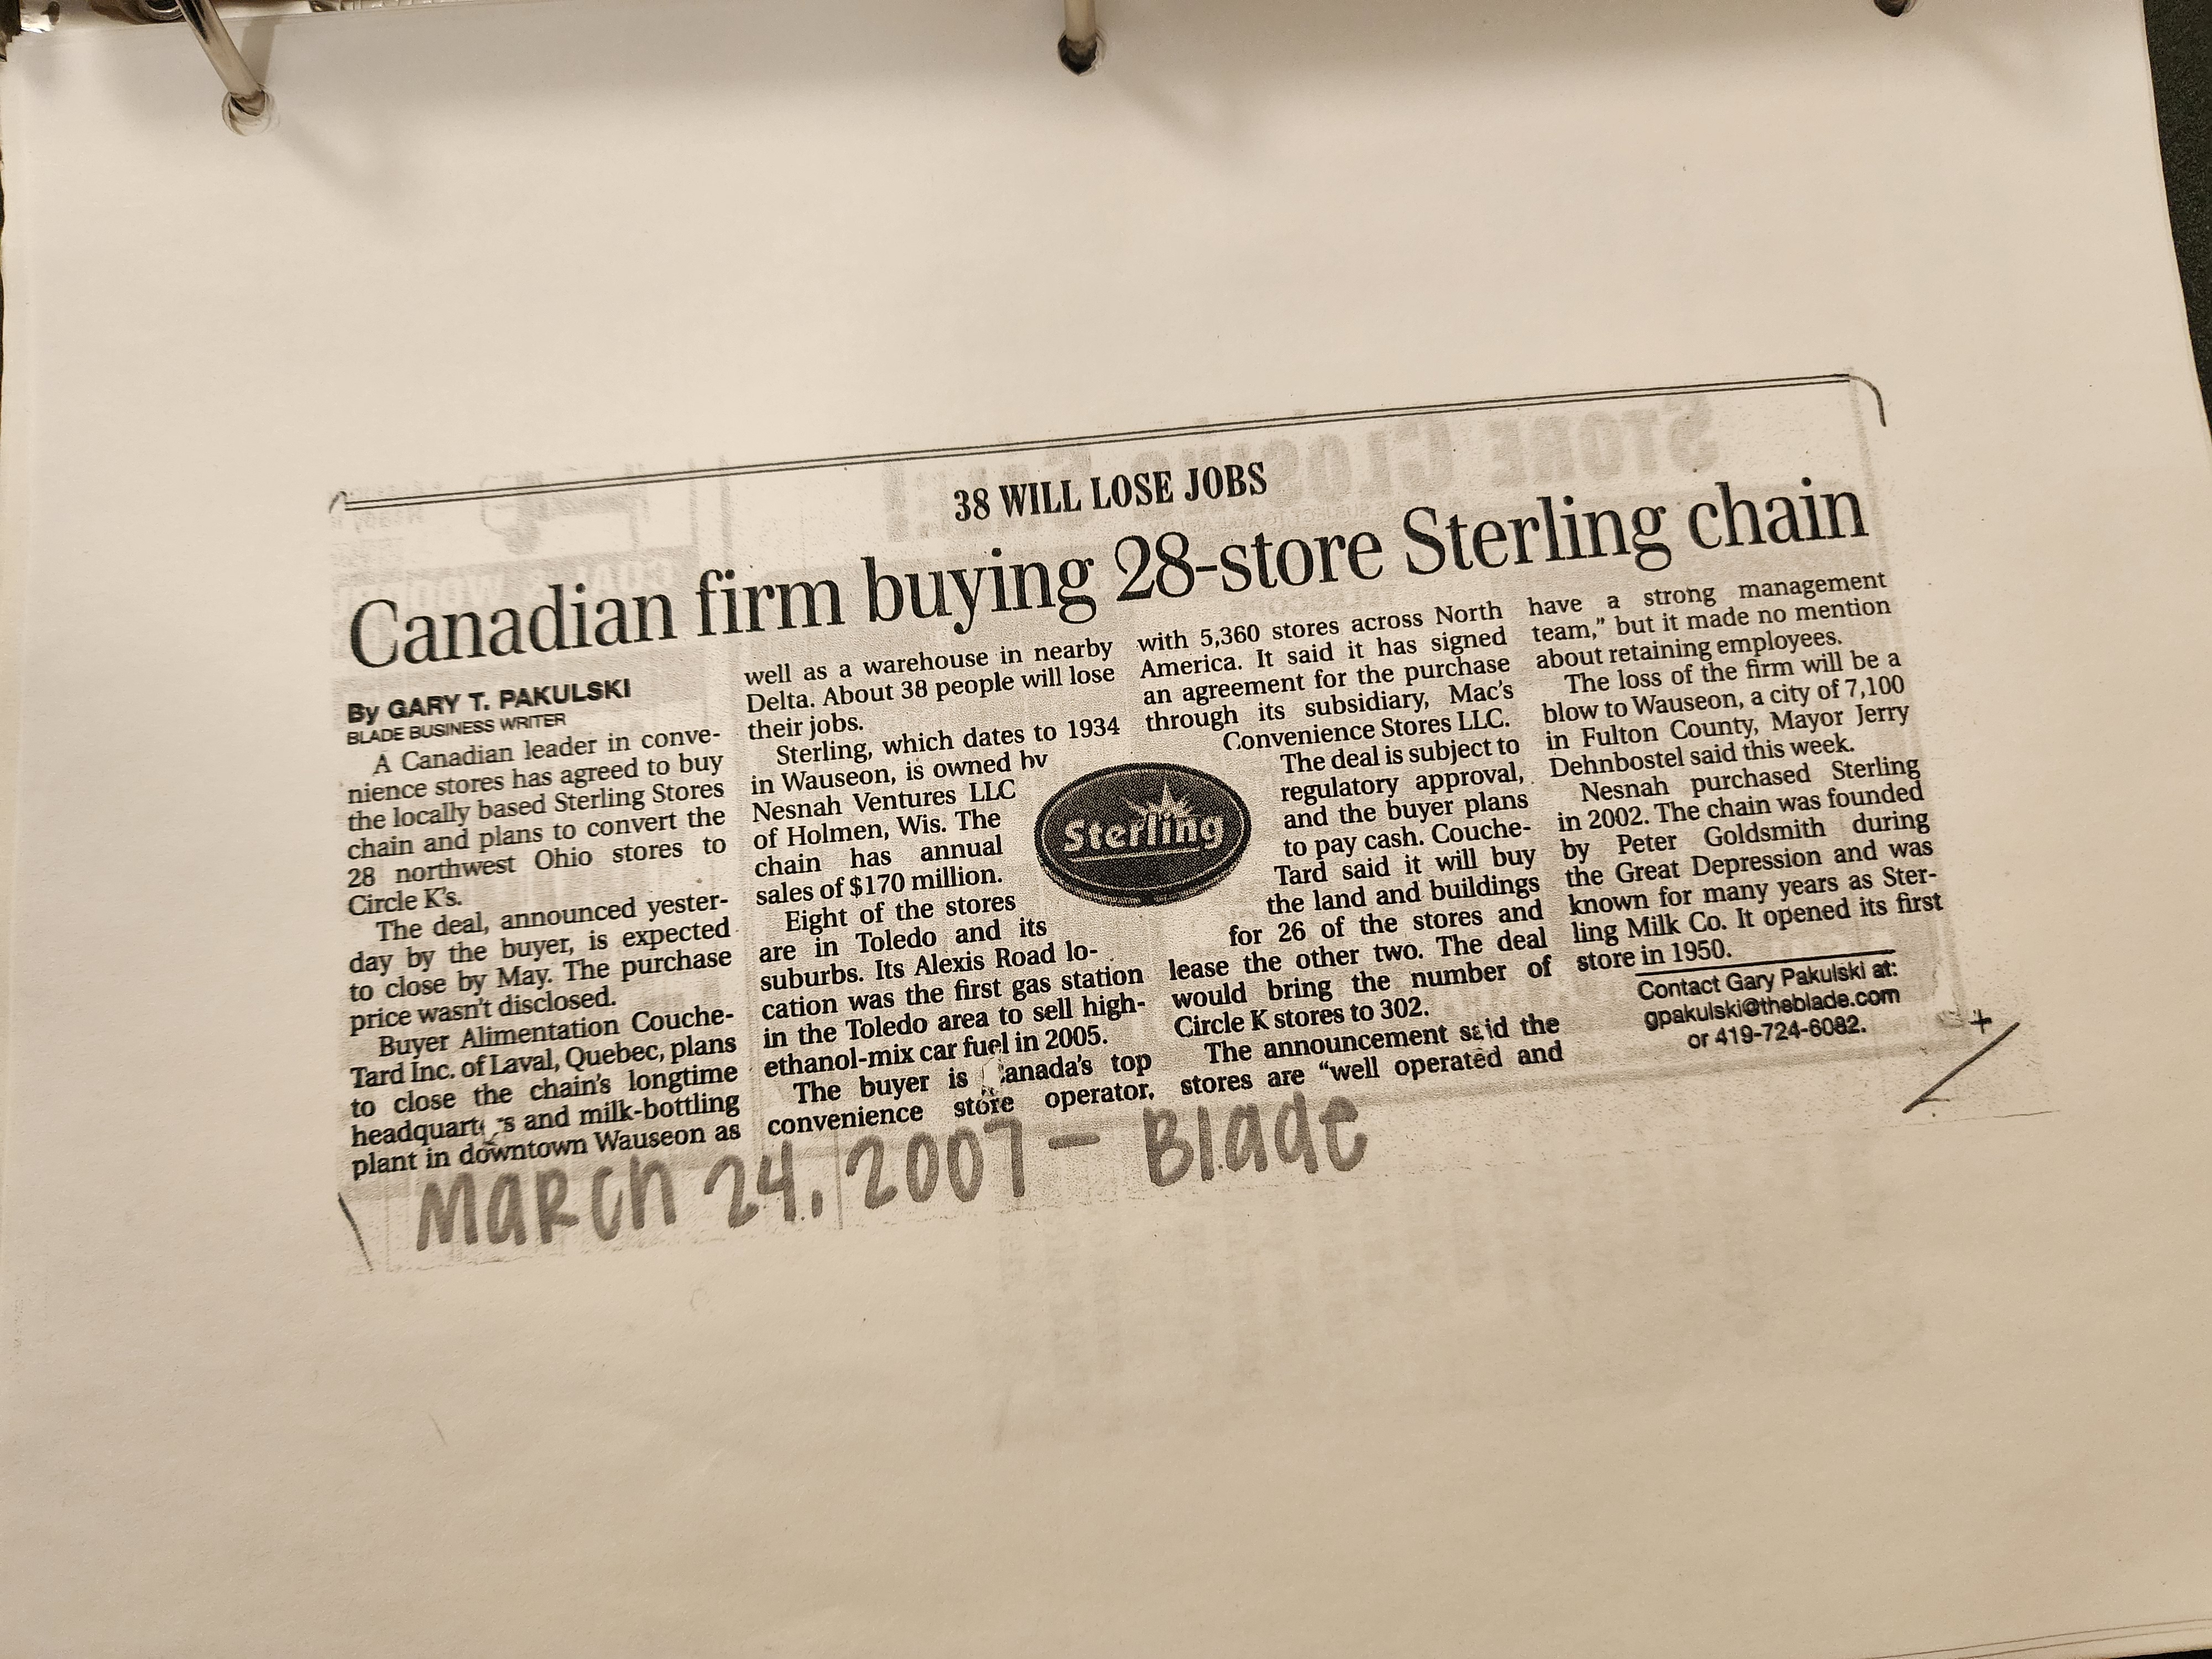 38 WILL LOSE JOBS
Canadian firm buying 28-store Sterling chain
By GARY T. PAKULSKI
BLADE BUSINESS WRITER
A Canadian leader in conve-
nience stores has agreed to buy
the locally based Sterling Stores
chain and plans to convert the
28 northwest Ohio stores to
Circle K's.
The deal, announced yester-
day by the buyer, is expected
to close by May. The purchase
price wasn't disclosed.
Buyer Alimentation Couche-
Tard Inc. of Laval, Quebec, plans
to close the chain's longtime
headquart s and milk-bottling
plant in downtown Wauseon as
well as a warehouse in nearby
Delta. About 38 people will lose
their jobs.
Sterling, which dates to 1934
in Wauseon, is owned by
Nesnah Ventures LLC
of Holmen, Wis. The
chain has annual
sales of $170 million.
Eight of the stores
are in Toledo and its
suburbs. Its Alexis Road lo-
cation was the first gas station
in the Toledo area to sell high-
ethanol-mix car fuel in 2005.
The buyer is Canada's top
convenience store operator,
Sterling
with 5,360 stores across North
America. It said it has signed
an agreement for the purchase
through its subsidiary, Mac's
Convenience Stores LLC.
The deal is subject to
regulatory approval,
and the buyer plans
to pay cash. Couche-
Tard said it will buy
the land and buildings
for 26 of the stores and
lease the other two. The deal
would bring the number of
Circle K stores to 302.
The announcement said the
stores are “well operated and
have a strong management
team,” but it made no mention
about retaining employees.
The loss of the firm will be a
blow to Wauseon, a city of 7,100
in Fulton County, Mayor Jerry
Dehnbostel said this week.
Nesnah purchased Sterling
in 2002. The chain was founded
by Peter Goldsmith during
the Great Depression and was
known for many years as Ster-
ling Milk Co. It opened its first
store in 1950.
Contact Gary Pakulski at:
gpakulski@theblade.com
or 419-724-6082.
MARCH 24, 2007 - Blade